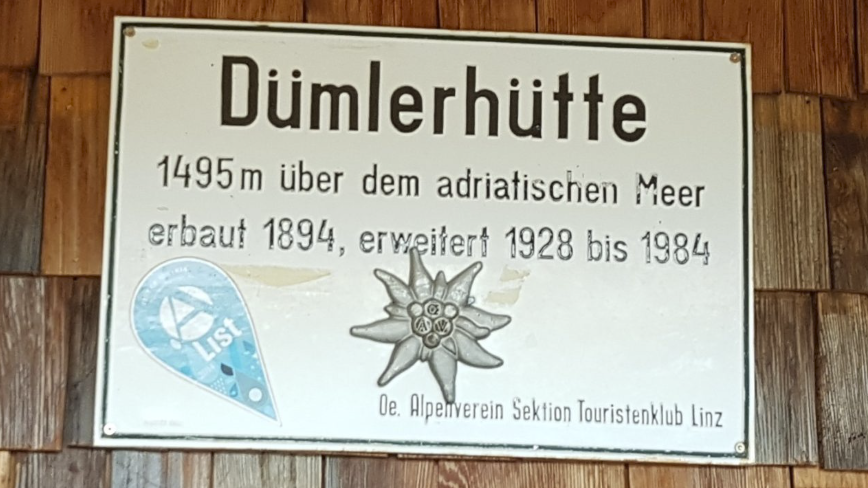 Dümlerhütte
1495m über dem adriatischen Meer
erbaut 1894, erweitert 1928 bis 1984
A
LIST
Oe. Alpenverein Sektion Touristenklub Linz